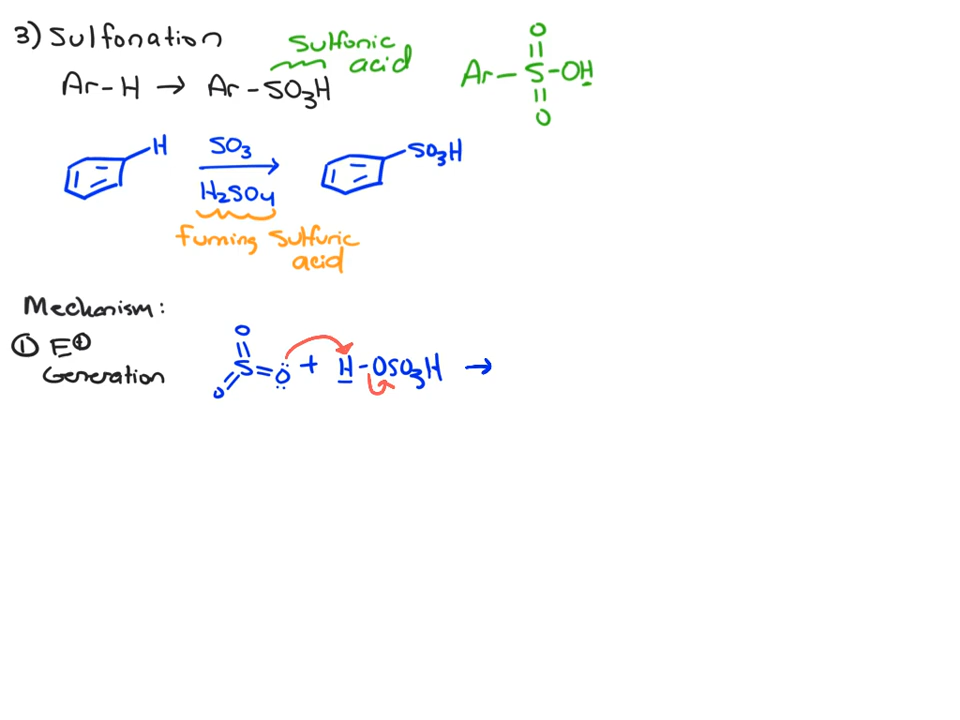 3) Sulfonation
Sulfonic acid
Ar-H → Ar-SO3H
O
Ar-S-OH
O
H
SO3
H2SO4
SO3H
fuming sulfuric acid
Mechanism:
① E⊕ Generation
O
S=O
O
+ H-OSO3H →